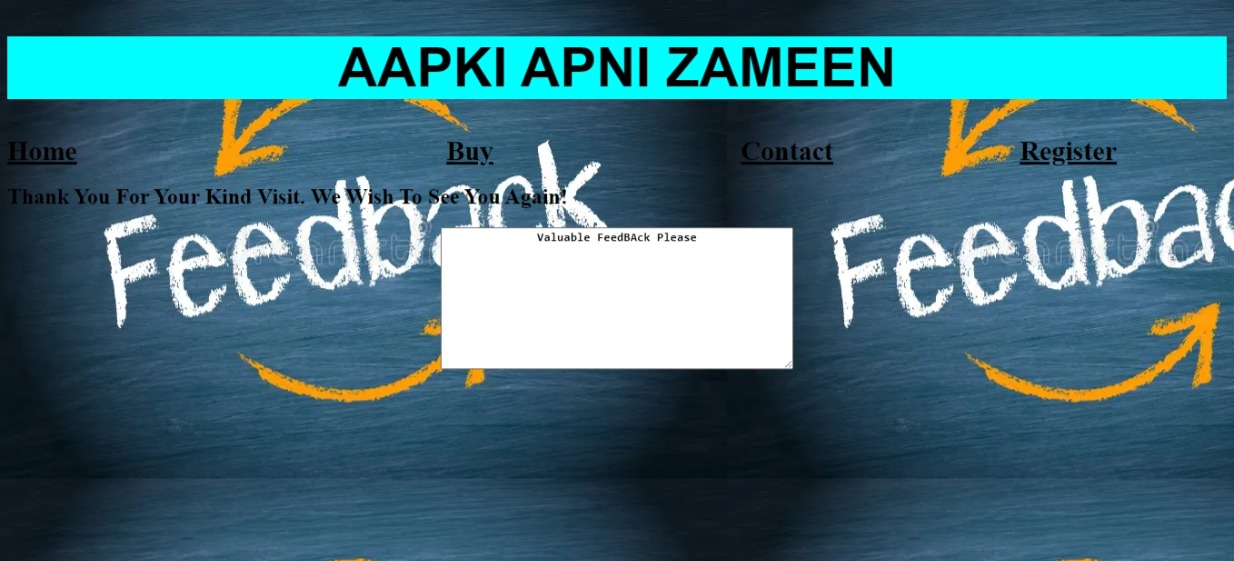 AAPKI APNI ZAMEEN
Home Buy Contact Register
Thank You For Your Kind Visit. We Wish To See You Again!
Feedback
Feedbac
Valuable FeedBAck Please